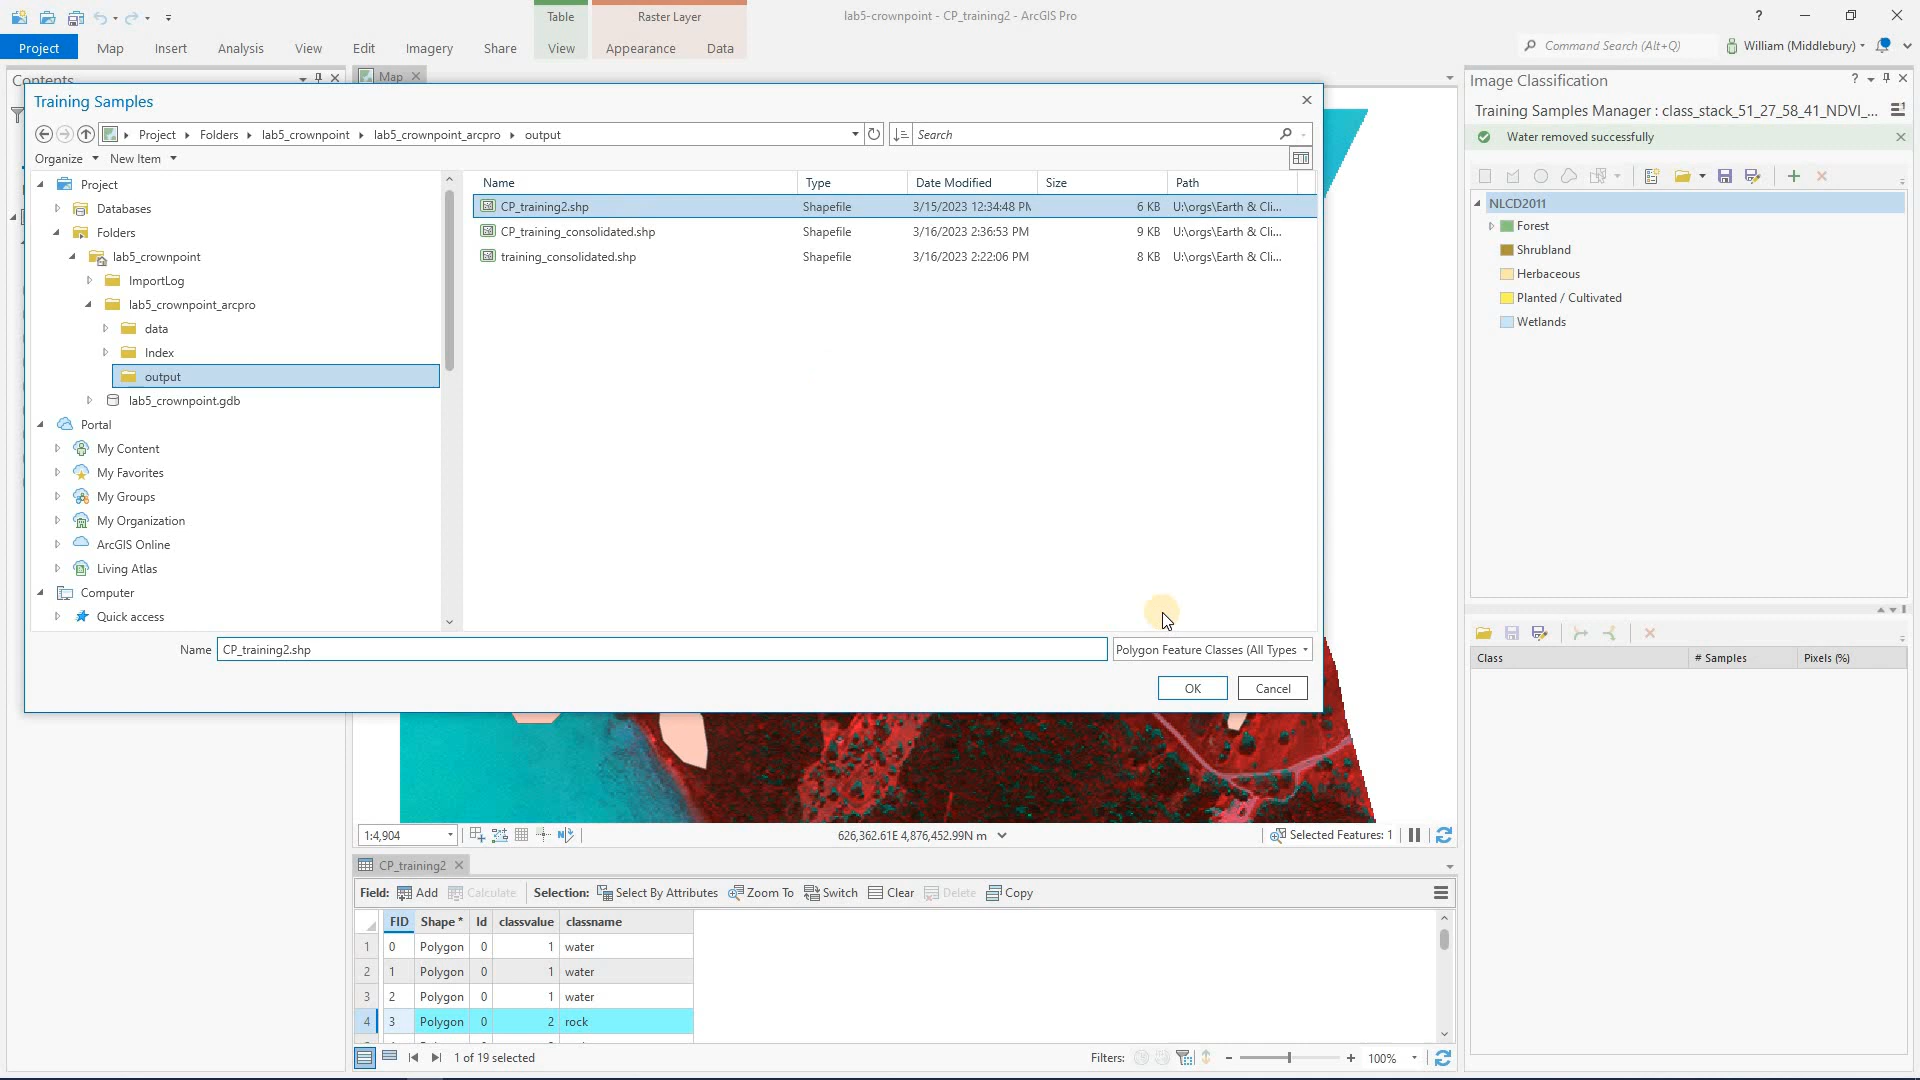 Table
Raster Layer
lab5-crownpoint - CP_training2 - ArcGIS Pro
Project
Map
Insert
Analysis
View
Edit
Imagery
Share
View
Appearance
Data
Command Search (Alt+Q)
William (Middlebury)
Contents
Map
Image Classification
Training Samples Manager : class_stack_51_27_58_41_NDVI_...
Water removed successfully
Training Samples
Project
Folders
lab5_crownpoint
lab5_crownpoint_arcpro
output
Search
Organize
New Item
Project
Databases
Folders
lab5_crownpoint
ImportLog
lab5_crownpoint_arcpro
data
Index
output
lab5_crownpoint.gdb
Portal
My Content
My Favorites
My Groups
My Organization
ArcGIS Online
Living Atlas
Computer
Quick access
Name Type Date Modified Size Path
CP_training2.shp Shapefile 3/15/2023 12:34:48 PM 6 KB U:\orgs\Earth & Cli...
CP_training_consolidated.shp Shapefile 3/16/2023 2:36:53 PM 9 KB U:\orgs\Earth & Cli...
training_consolidated.shp Shapefile 3/16/2023 2:22:06 PM 8 KB U:\orgs\Earth & Cli...
Name CP_training2.shp
Polygon Feature Classes (All Types
OK
Cancel
NLCD2011
Forest
Shrubland
Herbaceous
Planted / Cultivated
Wetlands
Class # Samples Pixels (%)
1:4,904
626,362.61E 4,876,452.99N m
Selected Features: 1
CP_training2
Field: Add Calculate Selection: Select By Attributes Zoom To Switch Clear Delete Copy
FID Shape * Id classvalue classname
1 0 Polygon 0 1 water
2 1 Polygon 0 1 water
3 2 Polygon 0 1 water
4 3 Polygon 0 2 rock
1 of 19 selected
Filters:
100%